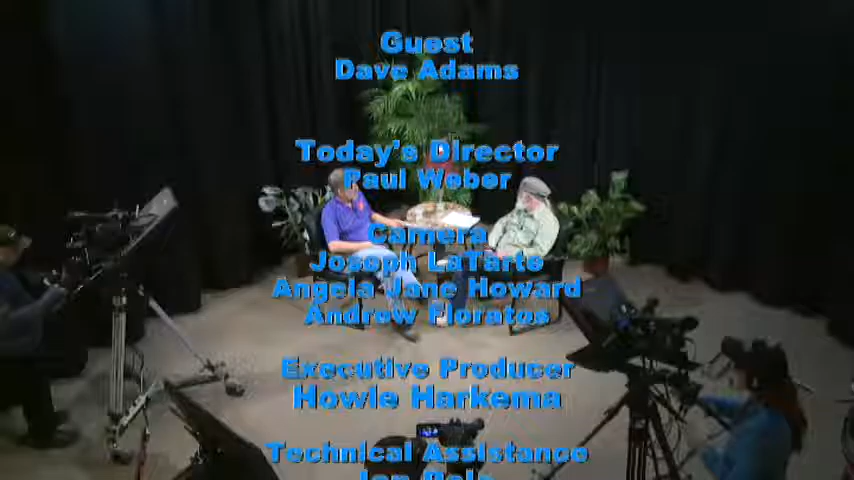 Guest
Dave Adams
Today's Director
Paul Weber
Camera
Joseph LaTarte
Angela Jane Howard
Andrew Floratos
Executive Producer
Howie Harkema
Technical Assistance